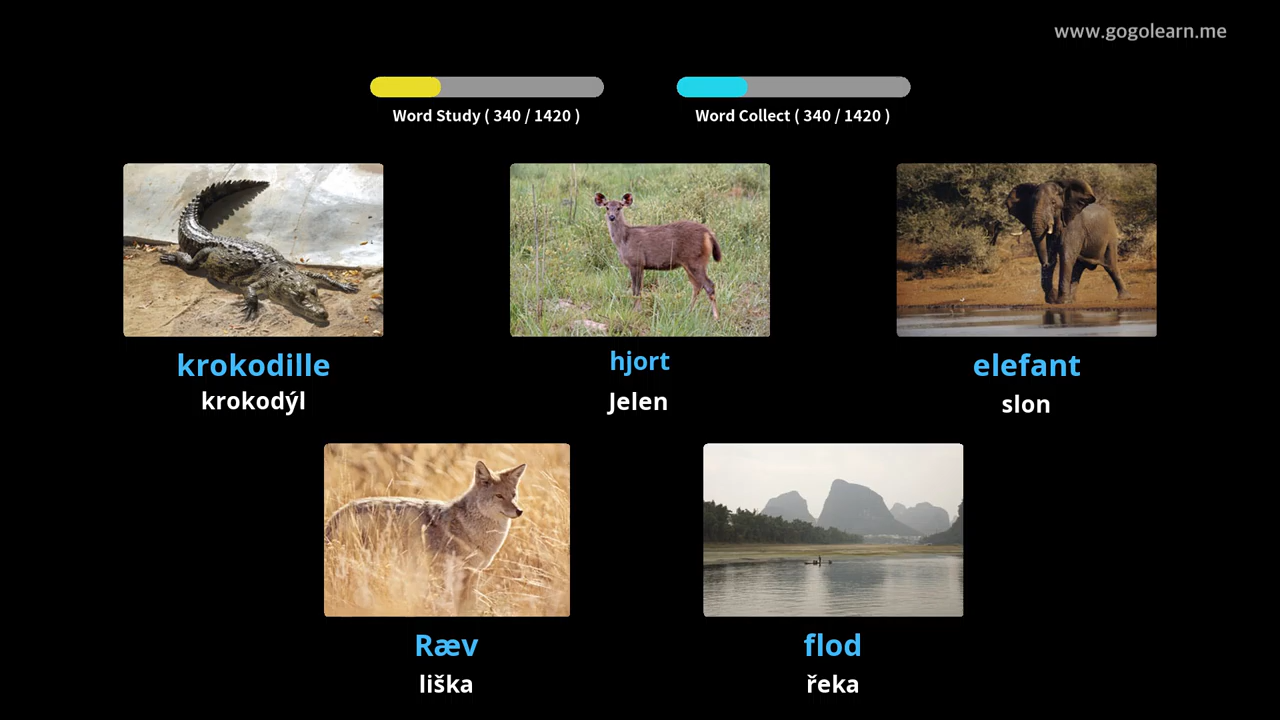 www.gogolearn.me
Word Study ( 340 / 1420 )
Word Collect ( 340 / 1420 )
krokodille
krokodýl
hjort
Jelen
elefant
slon
Ræv
liška
flod
řeka